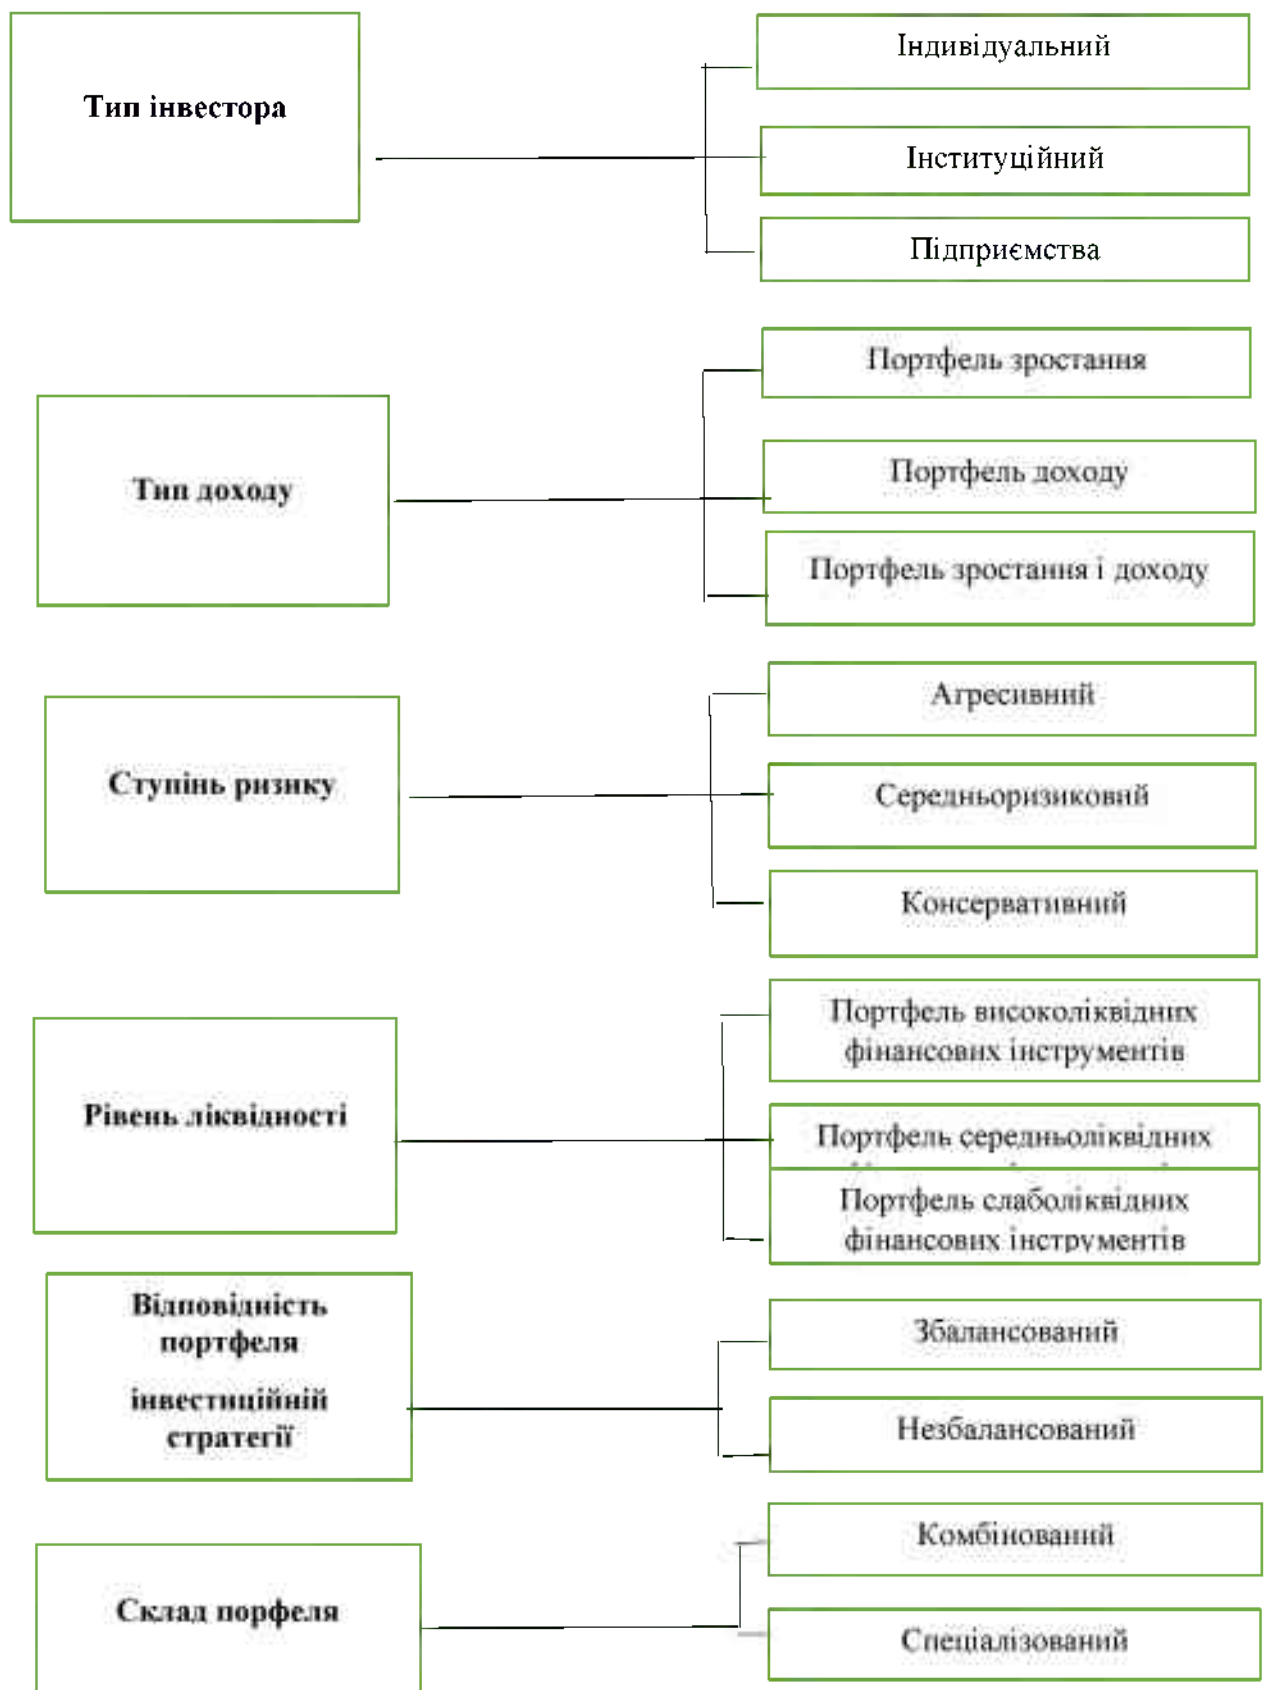 Тип інвестора
Індивідуальний
Інституційний
Підприємства
Тип доходу
Портфель зростання
Портфель доходу
Портфель зростання і доходу
Ступінь ризику
Агресивний
Середньоризиковий
Консервативний
Рівень ліквідності
Портфель високоліквідних
фінансових інструментів
Портфель середньоліквідних
Портфель слаболіквідних
фінансових інструментів
Відповідність
портфеля
інвестиційній
стратегії
Збалансований
Незбалансований
Склад порфеля
Комбінований
Спеціалізований